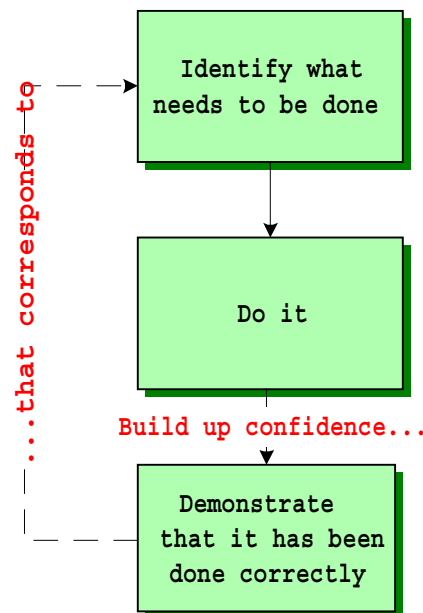 Identify what
needs to be done
Do it
Build up confidence...
Demonstrate
that it has been
done correctly
...that corresponds to